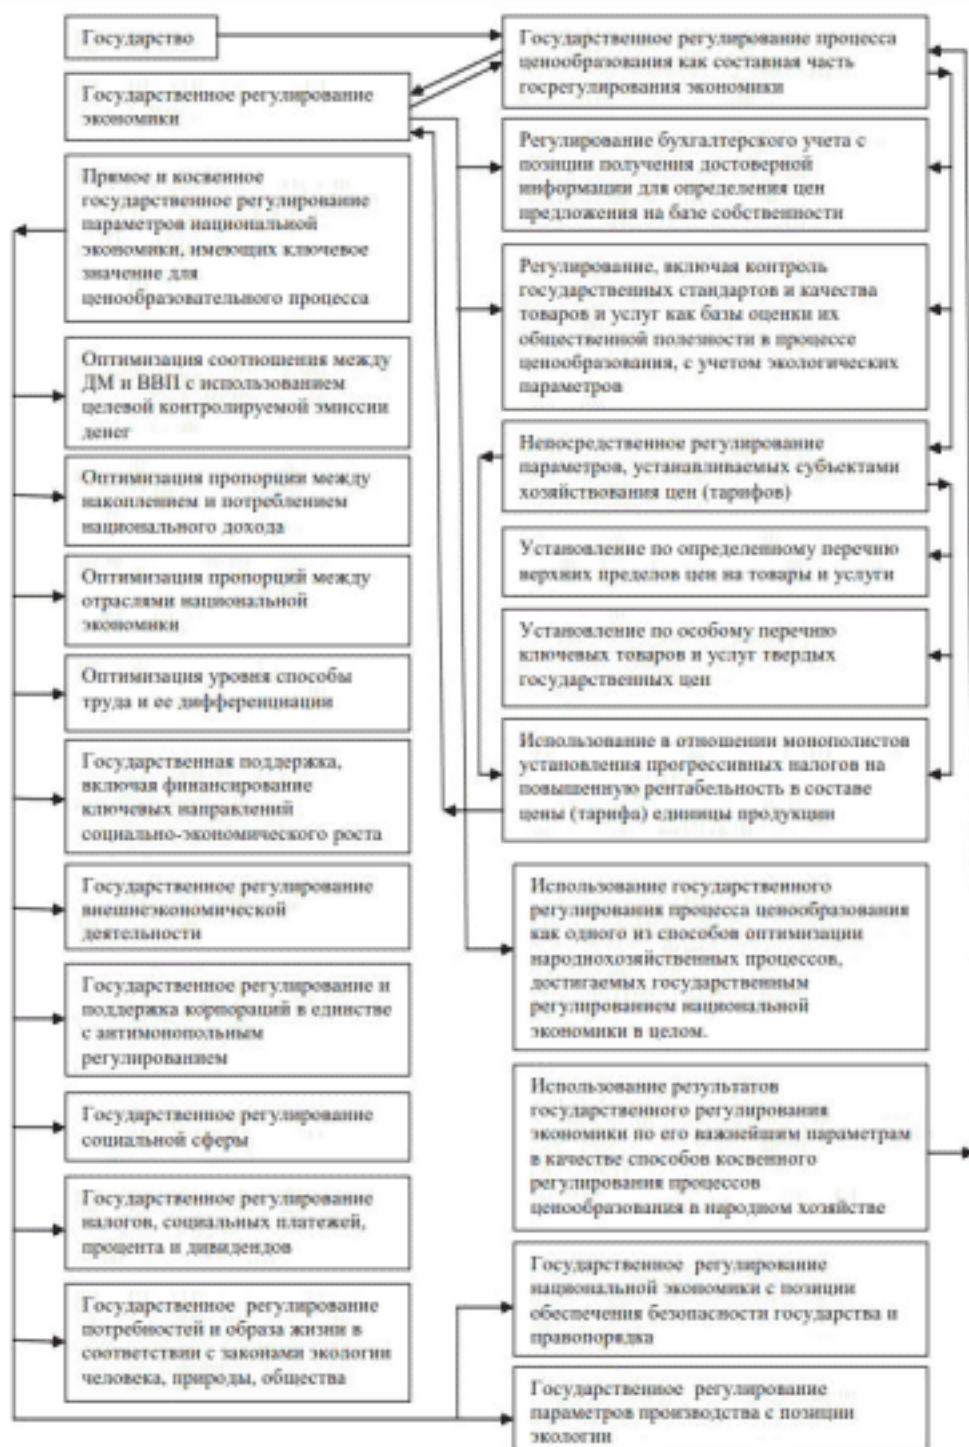 Государство
Государственное регулирование
экономики
Прямое и косвенное
государственное регулирование
параметров национальной
экономики, имеющих ключевое
значение для
ценообразовательного процесса
Оптимизация соотношения между
ДМ и ВВП с использованием
целевой контролируемой эмиссии
денег
Оптимизация пропорции между
накоплением и потреблением
национального дохода
Оптимизация пропорций между
отраслями национальной
экономики
Оптимизация уровня способы
труда и ее дифференциации
Государственная поддержка,
включая финансирование
ключевых направлений
социально-экономического роста
Государственное регулирование
внешнеэкономической
деятельности
Государственное регулирование и
поддержка корпораций в единстве
с антимонопольным
регулированием
Государственное регулирование
социальной сферы
Государственное регулирование
налогов, социальных платежей,
процента и дивидендов
Государственное регулирование
потребностей и образа жизни в
соответствии с законами экологии
человека, природы, общества
Государственное регулирование процесса
ценообразования как составная часть
госрегулирования экономики
Регулирование бухгалтерского учета с
позиции получения достоверной
информации для определения цен
предложения на базе собственности
Регулирование, включая контроль
государственных стандартов и качества
товаров и услуг как базы оценки их
общественной полезности в процессе
ценообразования, с учетом экологических
параметров
Непосредственное регулирование
параметров, устанавливаемых субъектами
хозяйствования цен (тарифов)
Установление по определенному перечню
верхних пределов цен на товары и услуги
Установление по особому перечню
ключевых товаров и услуг твердых
государственных цен
Использование в отношении монополистов
установления прогрессивных налогов на
повышенную рентабельность в составе
цены (тарифа) единицы продукции
Использование государственного
регулирования процесса ценообразования
как одного из способов оптимизации
народнохозяйственных процессов,
достигаемых государственным
регулированием национальной
экономики в целом.
Использование результатов
государственного регулирования
экономики по его важнейшим параметрам
в качестве способов косвенного
регулирования процессов
ценообразования в народном хозяйстве
Государственное регулирование
национальной экономики с позиции
обеспечения безопасности государства и
правопорядка
Государственное регулирование
параметров производства с позиции
экологии